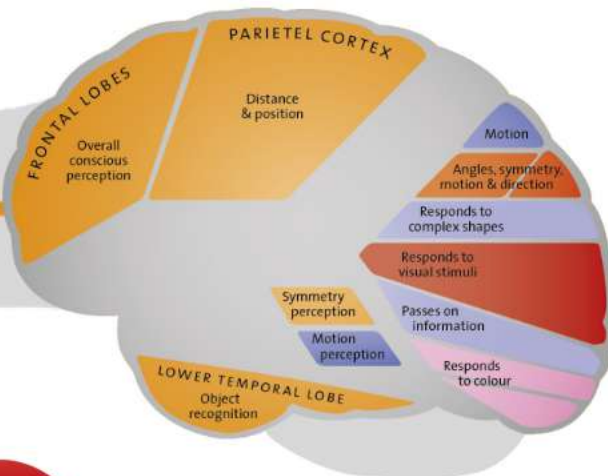 PARIETEL CORTEX
Distance
& position
FRONTAL LOBES
Overall
conscious
perception
Motion
Angles, symmetry,
motion & direction
Responds to
complex shapes
Responds to
visual stimuli
Symmetry
perception
Passes on
information
Motion
perception
Responds
to colour
LOWER TEMPORAL LOBE
Object
recognition